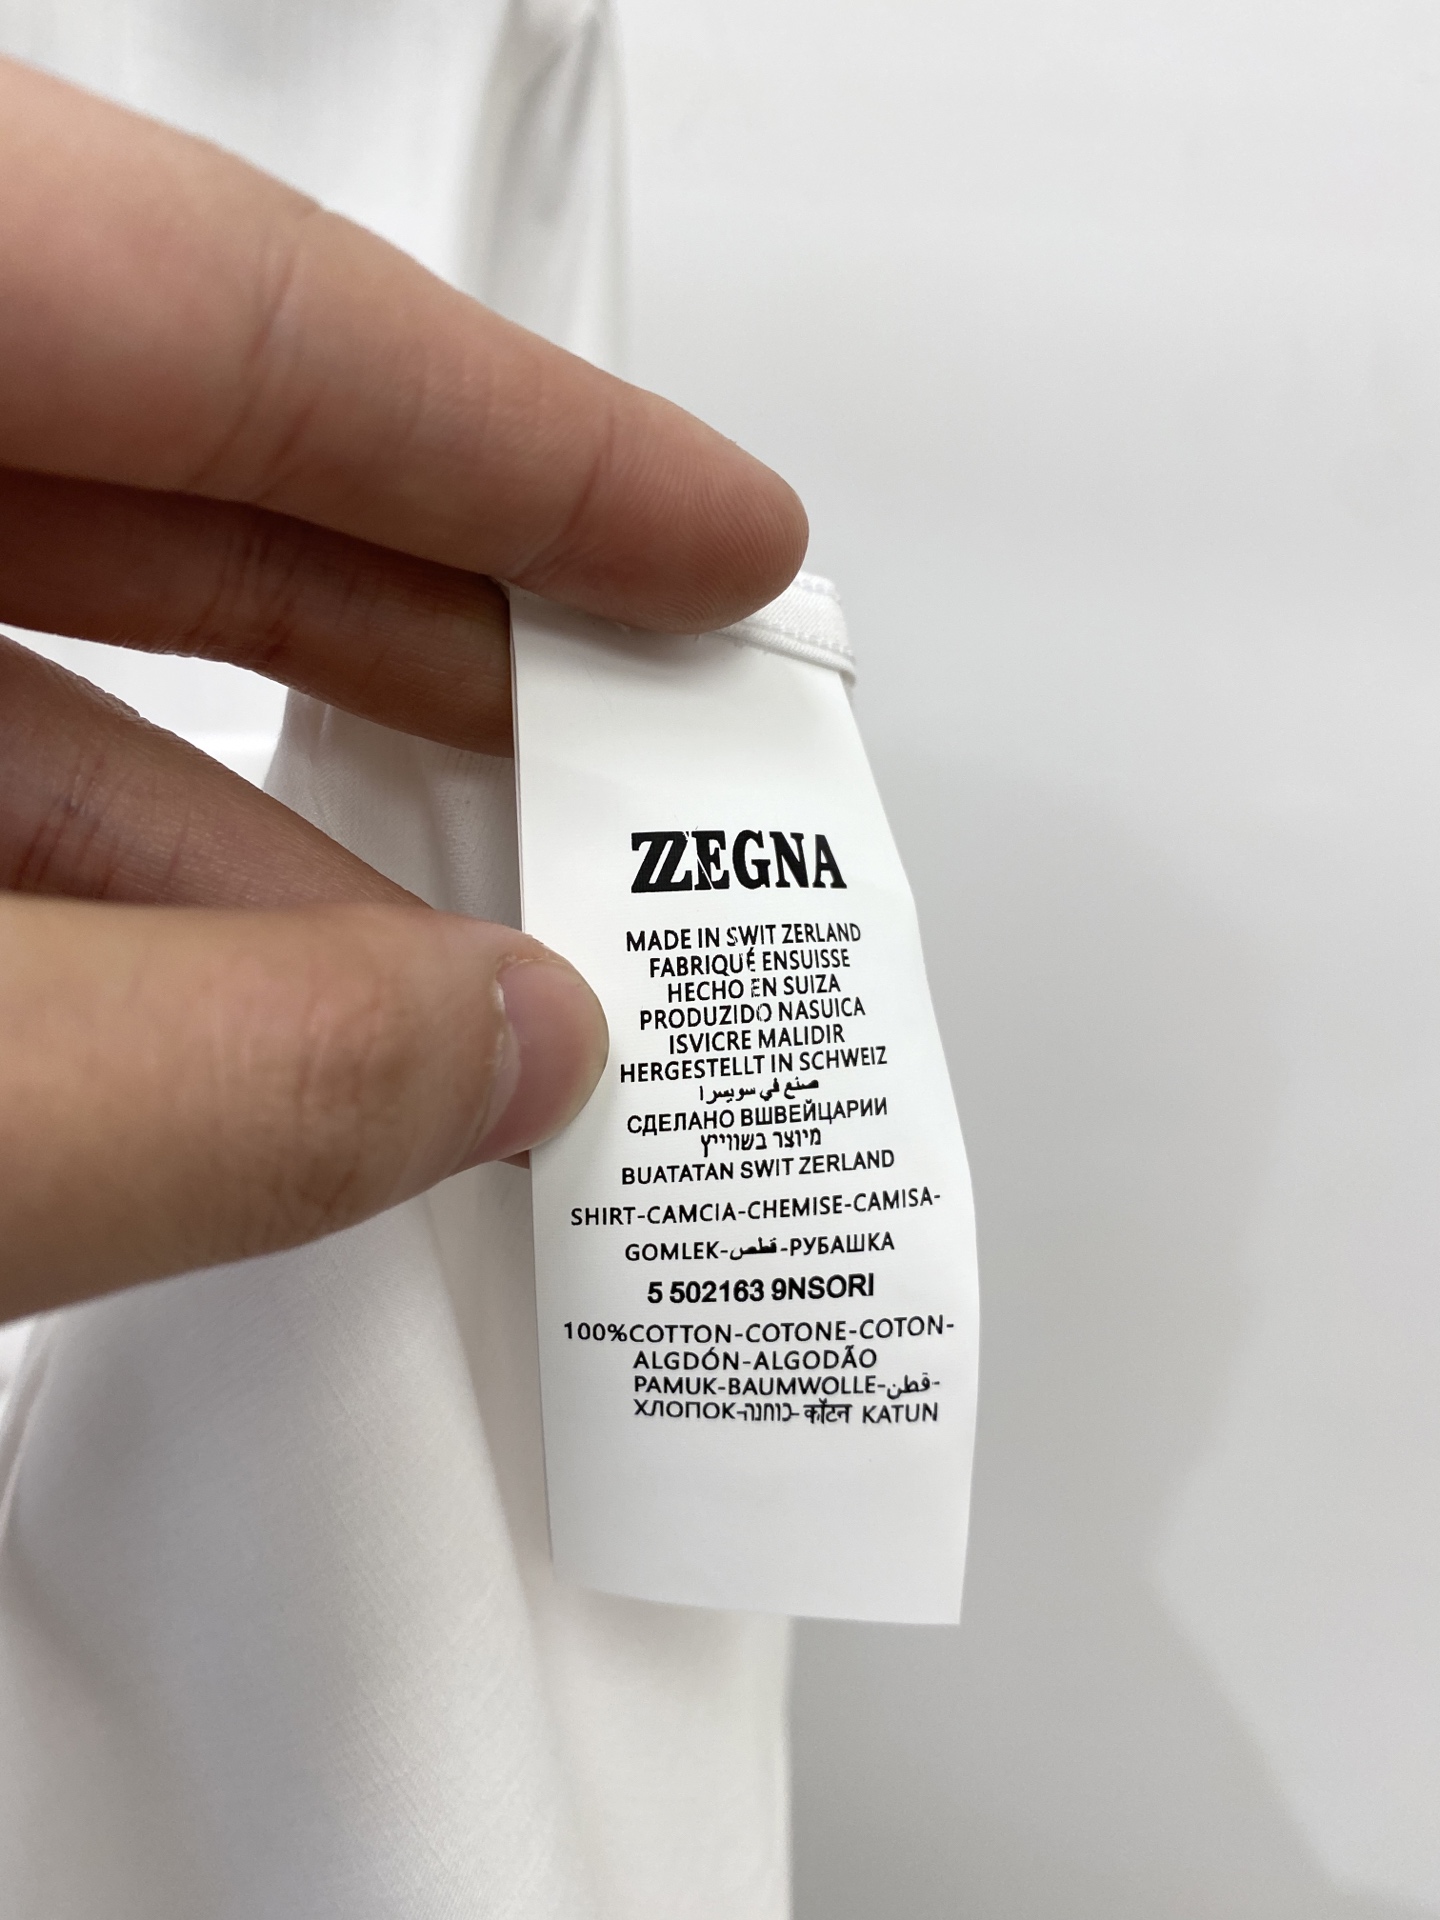 ZZEGNA
MADE IN SWIT ZERLAND
FABRIQUÉ ENSUISSE
HECHO EN SUIZA
PRODUZIDO NASUICA
ISVICRE MALIDIR
HERGESTELLT IN SCHWEIZ
صنع في سويسرا
СДЕЛАНО ВШВЕЙЦАРИИ
מיוצר בשווייץ
BUATATAN SWIT ZERLAND
SHIRT-CAMCIA-CHEMISE-CAMISA-
GOMLEK-قطص-РУБАШКА
5 502163 9NSORI
100%COTTON-COTONE-COTON-
ALGDÓN-ALGODÃO
PAMUK-BAUMWOLLE-قطن-
ХЛОПОК-כותנה-कॉटन KATUN